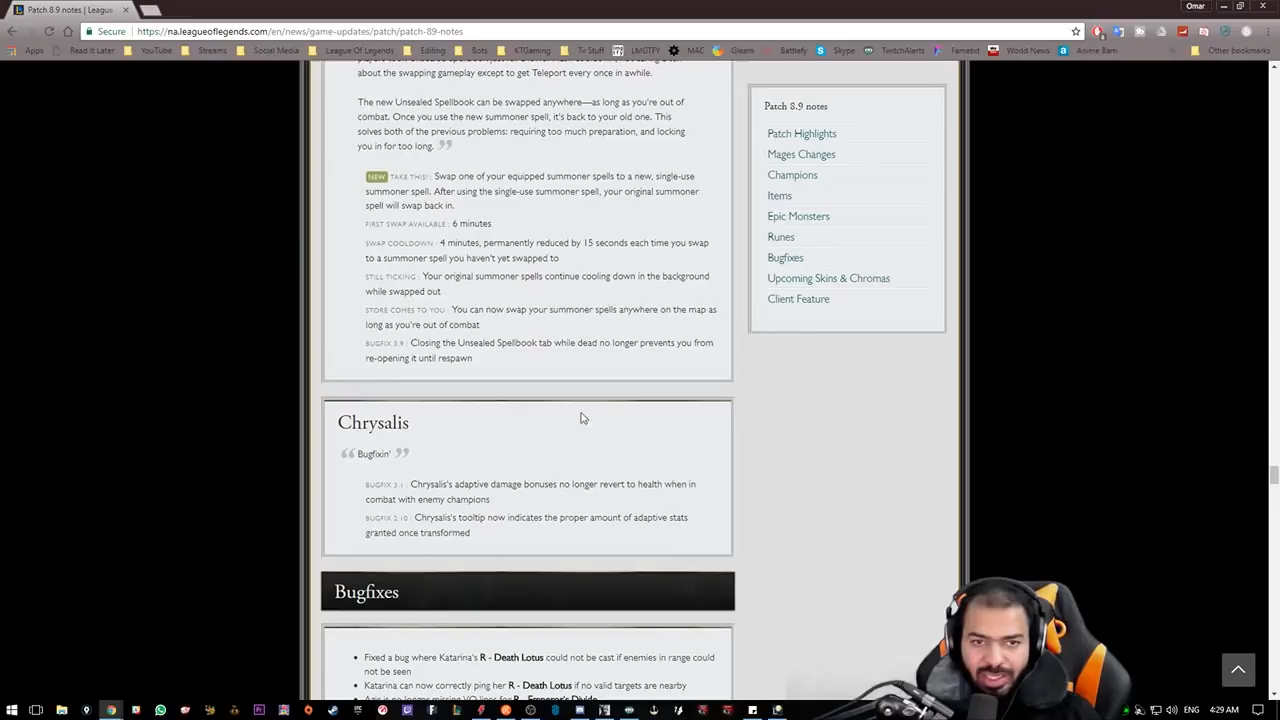 Patch 8.9 notes | League
Omar
Secure
https://na.leagueoflegends.com/en/news/game-updates/patch/patch-89-notes
Apps Read It Later YouTube Streams Social Media League Of Legends Editing Bots KTGaming Tv Stuff LMGTFY MAC Gleam Battlefy Skype TwitchAlerts Famebit World News Anime Bam Other bookmarks
about the swapping gameplay except to get Teleport every once in awhile.
The new Unsealed Spellbook can be swapped anywhere—as long as you're out of
combat. Once you use the new summoner spell, it's back to your old one. This
solves both of the previous problems: requiring too much preparation, and locking
you in for too long.
NEW TAKE THIS! : Swap one of your equipped summoner spells to a new, single-use
summoner spell. After using the single-use summoner spell, your original summoner
spell will swap back in.
FIRST SWAP AVAILABLE : 6 minutes
SWAP COOLDOWN : 4 minutes, permanently reduced by 15 seconds each time you swap
to a summoner spell you haven't yet swapped to
STILL TICKING : Your original summoner spells continue cooling down in the background
while swapped out
STORE COMES TO YOU : You can now swap your summoner spells anywhere on the map as
long as you're out of combat
BUGFIX 3.9 : Closing the Unsealed Spellbook tab while dead no longer prevents you from
re-opening it until respawn
Chrysalis
Bugfixin'
BUGFIX 3.1 : Chrysalis's adaptive damage bonuses no longer revert to health when in
combat with enemy champions
BUGFIX 2.10 : Chrysalis's tooltip now indicates the proper amount of adaptive stats
granted once transformed
Bugfixes
Fixed a bug where Katarina's R - Death Lotus could not be cast if enemies in range could
not be seen
Katarina can now correctly ping her R - Death Lotus if no valid targets are nearby
Azir is no longer missing VO lines for R - Emperor's Divide
Patch 8.9 notes
Patch Highlights
Mages Changes
Champions
Items
Epic Monsters
Runes
Bugfixes
Upcoming Skins & Chromas
Client Feature
ENG 4:29 AM